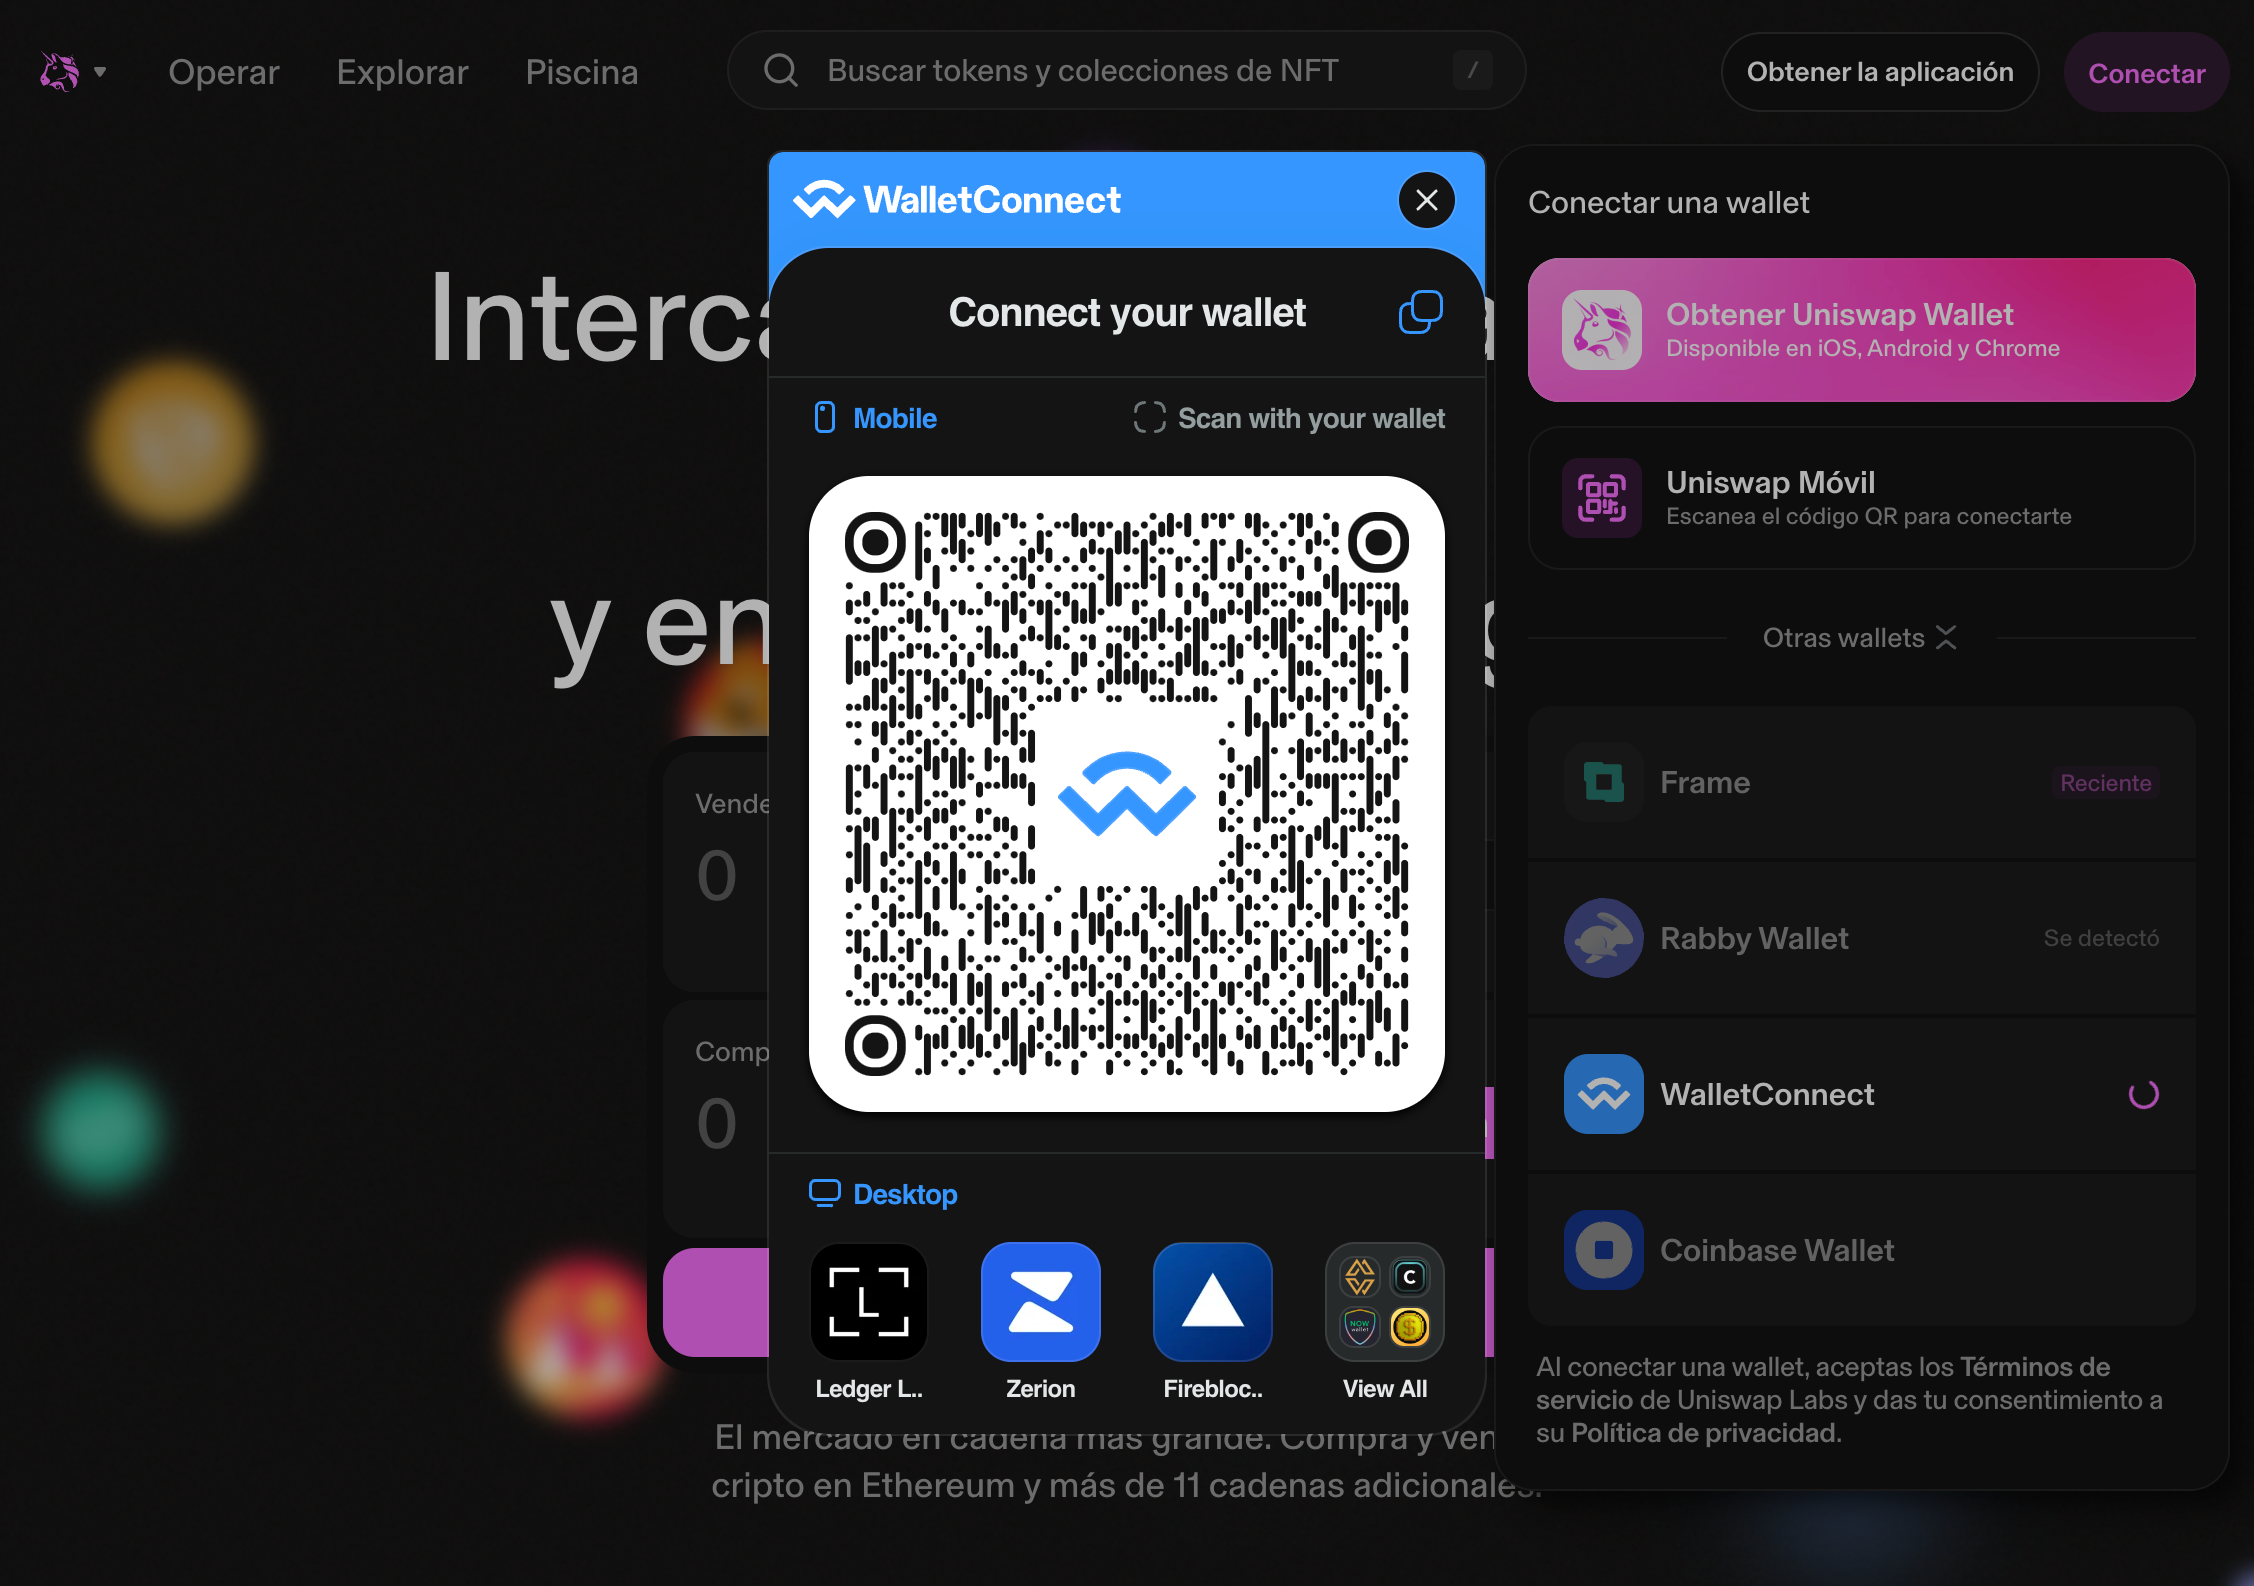 Operar
Explorar
Piscina
Buscar tokens y colecciones de NFT
/
Obtener la aplicación
Conectar
WalletConnect
Connect your wallet
Mobile
Scan with your wallet
Desktop
Ledger L..
Zerion
Firebloc..
View All
Conectar una wallet
Obtener Uniswap Wallet
Disponible en iOS, Android y Chrome
Uniswap Móvil
Escanea el código QR para conectarte
Otras wallets
Frame
Reciente
Rabby Wallet
Se detectó
WalletConnect
Coinbase Wallet
Al conectar una wallet, aceptas los Términos de
servicio de Uniswap Labs y das tu consentimiento a
su Política de privacidad.
Interca
y en
Vende
0
Comp
0
El mercado en cadena más grande. Compra y ven
cripto en Ethereum y más de 11 cadenas adicionales.